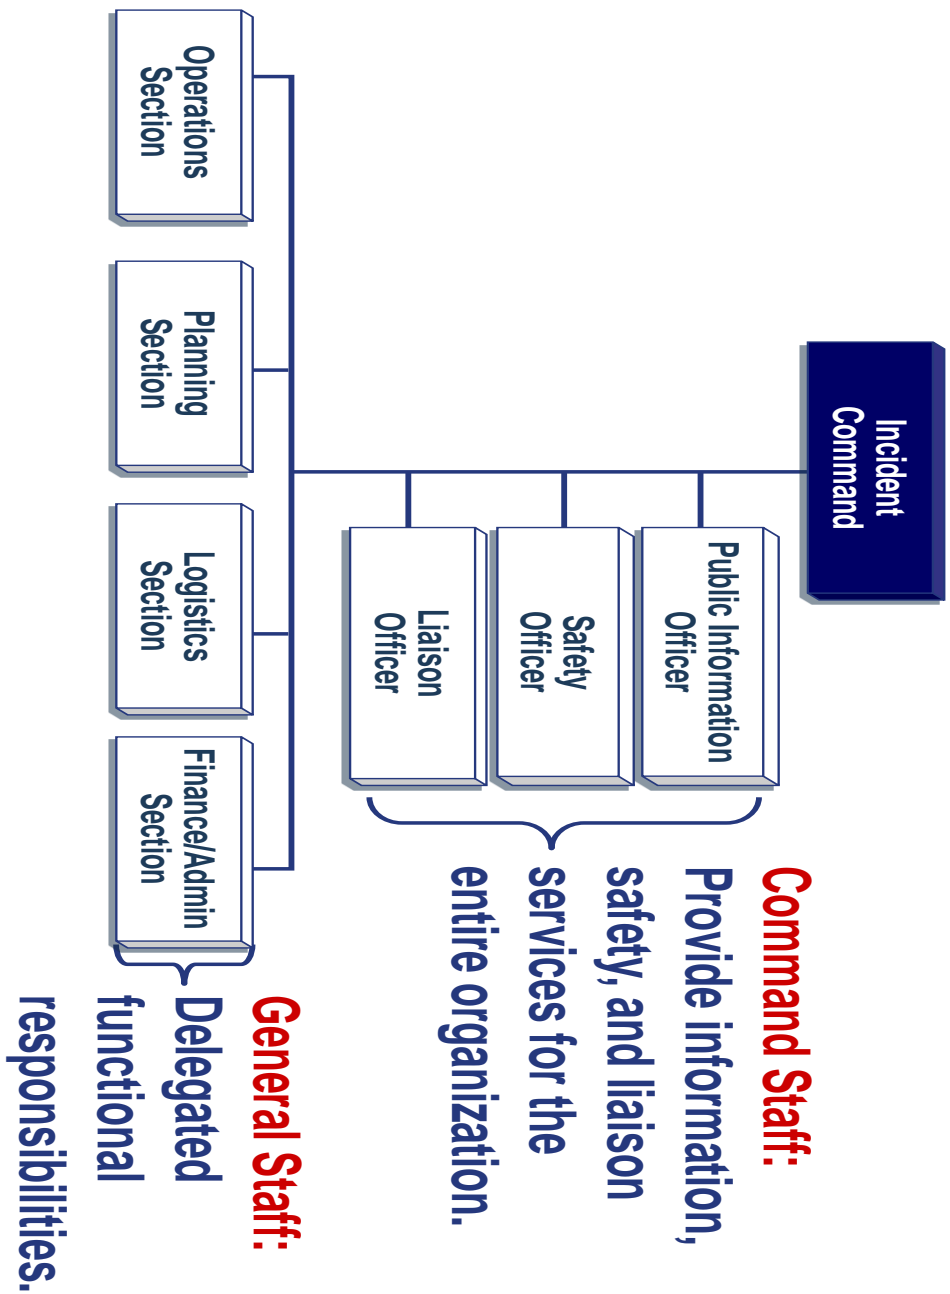 Incident
Command
Public Information
Officer
Safety
Officer
Liaison
Officer
Command Staff:
Provide information,
safety, and liaison
services for the
entire organization.
Operations
Section
Planning
Section
Logistics
Section
Finance/Admin
Section
General Staff:
Delegated
functional
responsibilities.